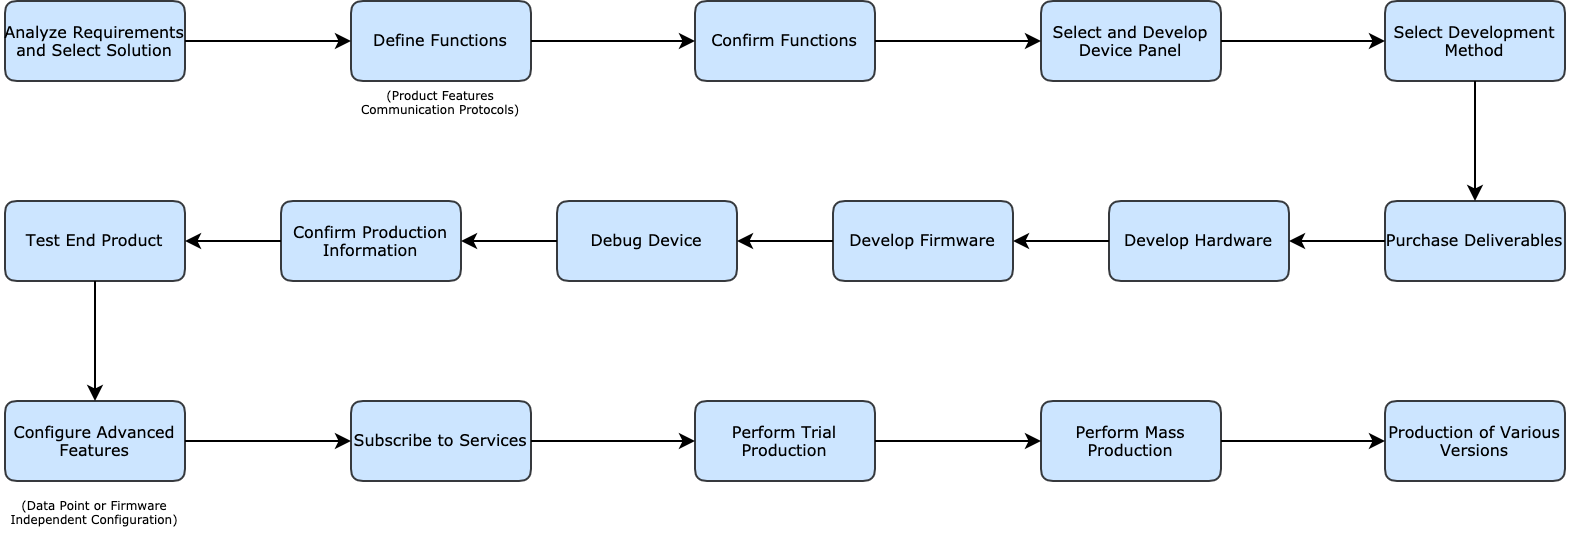 Analyze Requirements
and Select Solution
Define Functions
(Product Features
Communication Protocols)
Confirm Functions
Select and Develop
Device Panel
Select Development
Method
Test End Product
Confirm Production
Information
Debug Device
Develop Firmware
Develop Hardware
Purchase Deliverables
Configure Advanced
Features
(Data Point or Firmware
Independent Configuration)
Subscribe to Services
Perform Trial
Production
Perform Mass
Production
Production of Various
Versions